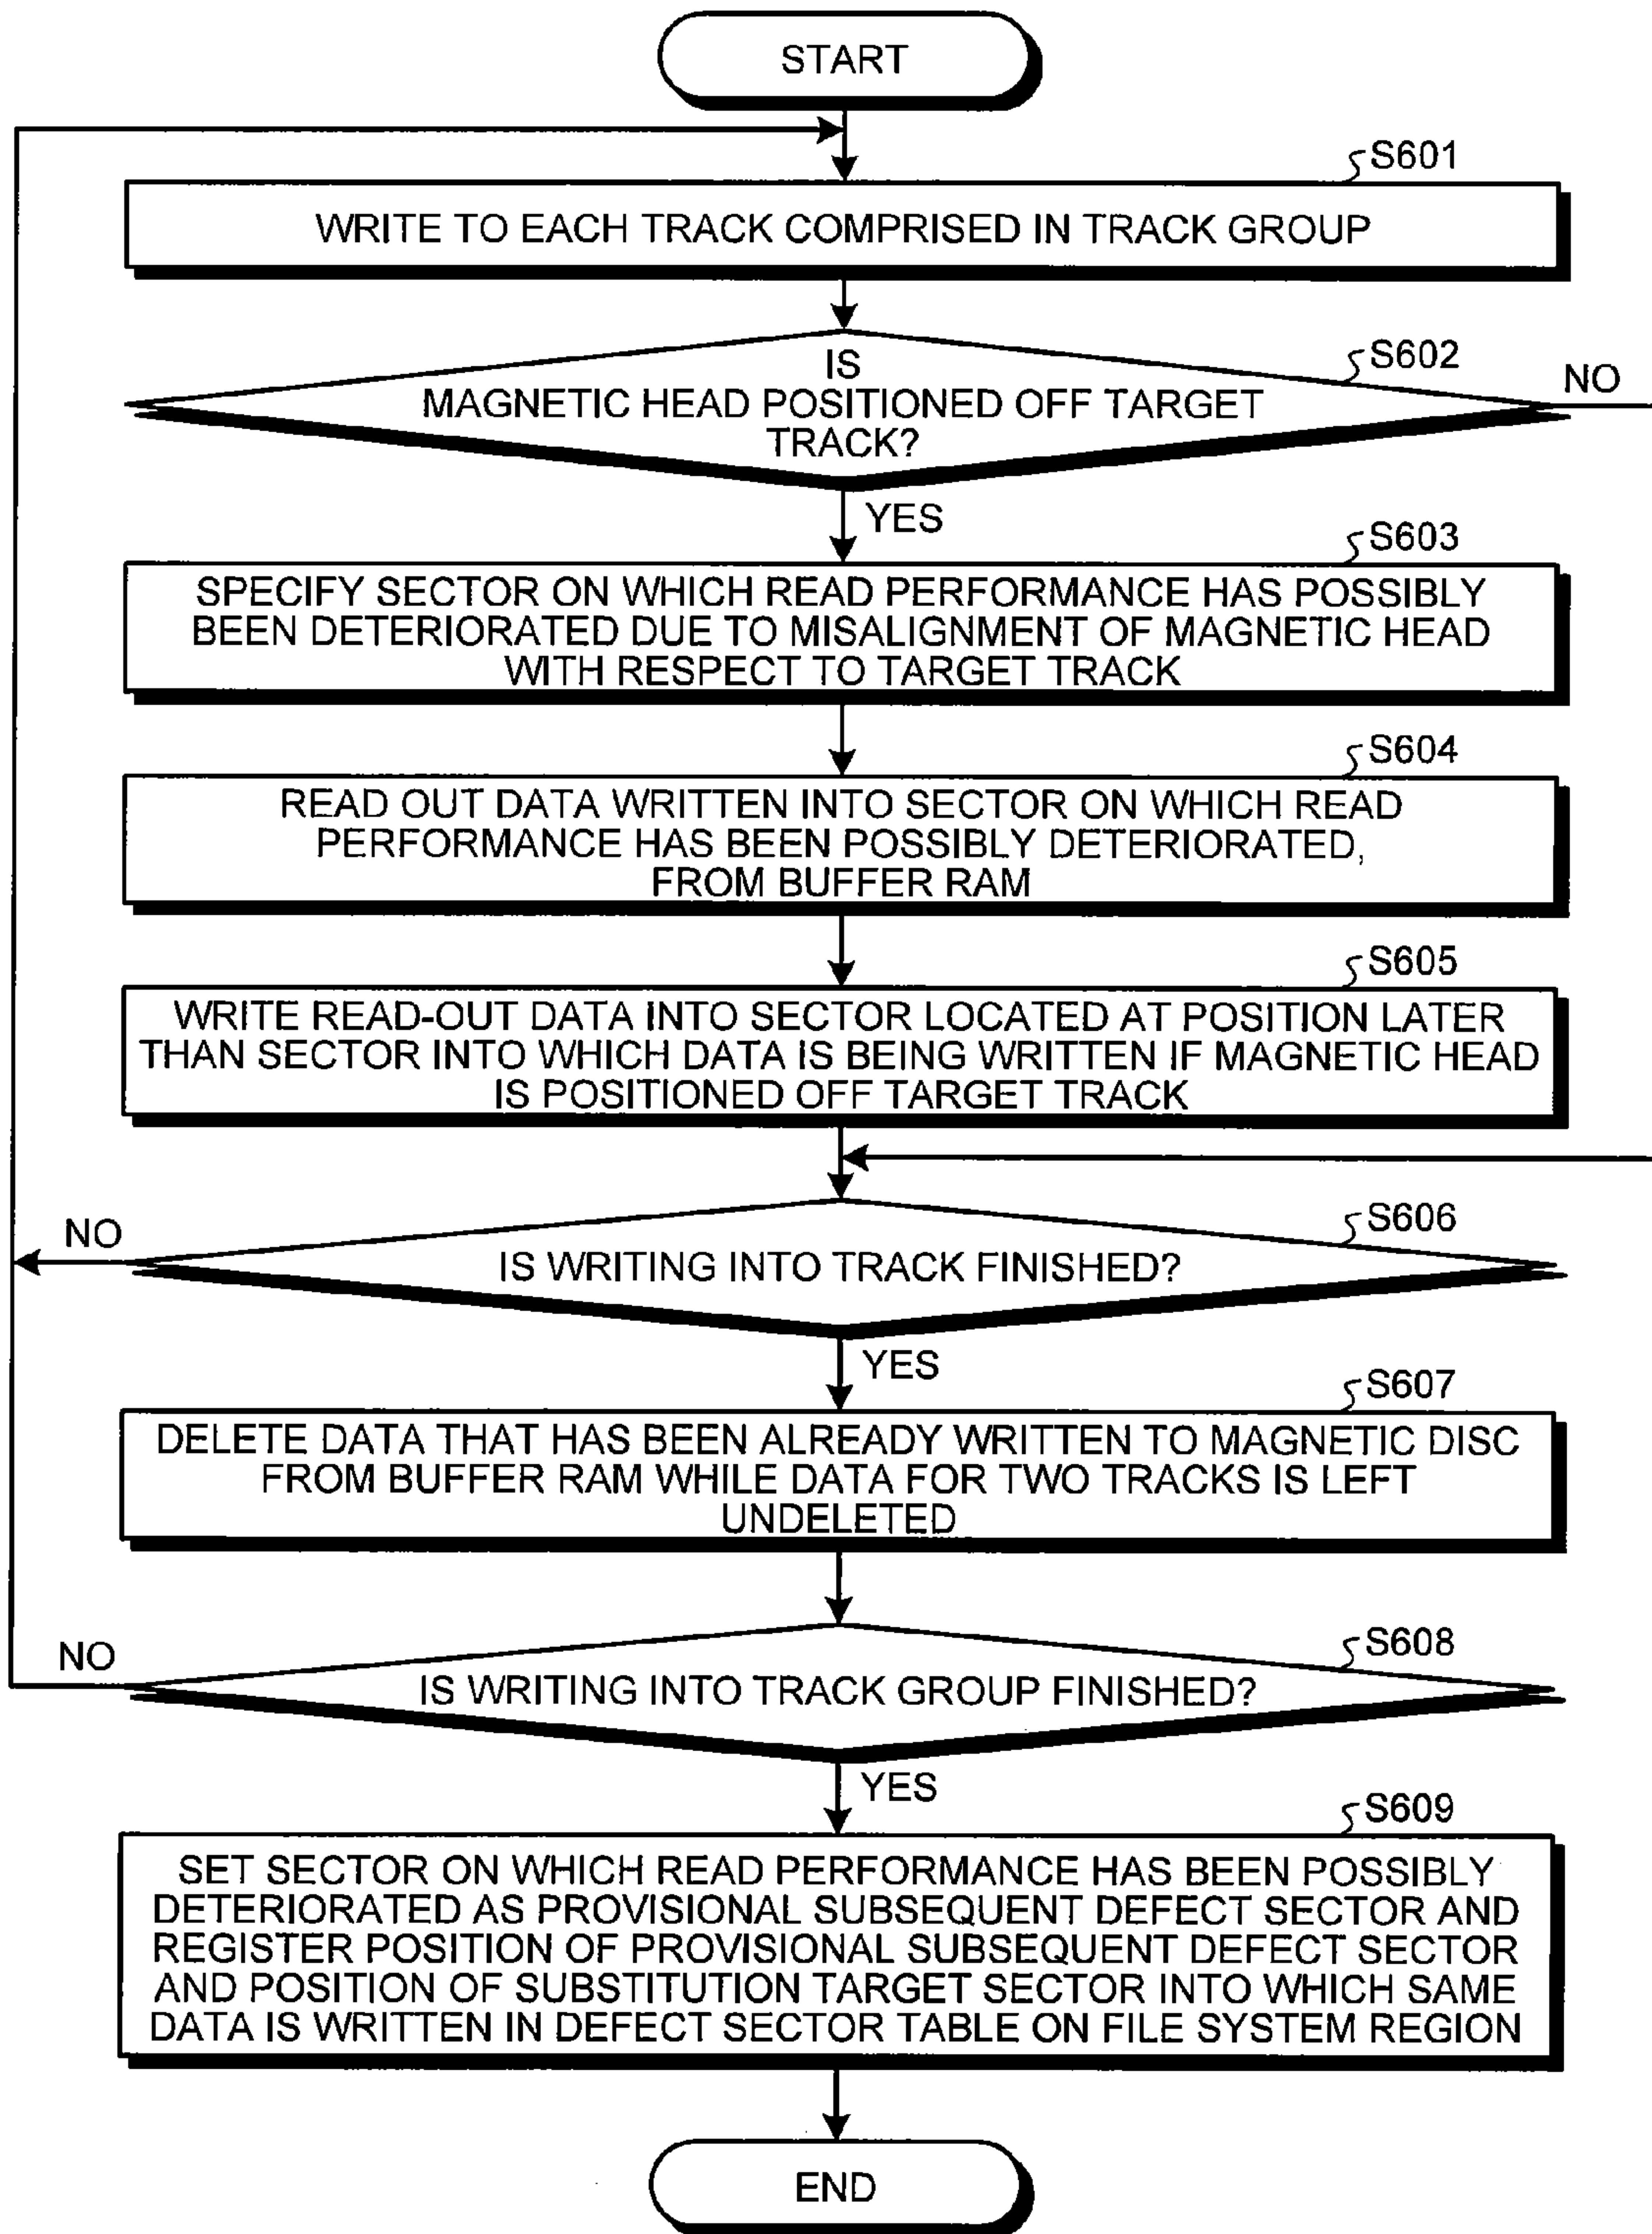 START
S601
WRITE TO EACH TRACK COMPRISED IN TRACK GROUP
S602
IS
MAGNETIC HEAD POSITIONED OFF TARGET
TRACK?
NO
YES
S603
SPECIFY SECTOR ON WHICH READ PERFORMANCE HAS POSSIBLY
BEEN DETERIORATED DUE TO MISALIGNMENT OF MAGNETIC HEAD
WITH RESPECT TO TARGET TRACK
S604
READ OUT DATA WRITTEN INTO SECTOR ON WHICH READ
PERFORMANCE HAS BEEN POSSIBLY DETERIORATED,
FROM BUFFER RAM
S605
WRITE READ-OUT DATA INTO SECTOR LOCATED AT POSITION LATER
THAN SECTOR INTO WHICH DATA IS BEING WRITTEN IF MAGNETIC HEAD
IS POSITIONED OFF TARGET TRACK
S606
NO
IS WRITING INTO TRACK FINISHED?
YES
S607
DELETE DATA THAT HAS BEEN ALREADY WRITTEN TO MAGNETIC DISC
FROM BUFFER RAM WHILE DATA FOR TWO TRACKS IS LEFT
UNDELETED
S608
NO
IS WRITING INTO TRACK GROUP FINISHED?
YES
S609
SET SECTOR ON WHICH READ PERFORMANCE HAS BEEN POSSIBLY
DETERIORATED AS PROVISIONAL SUBSEQUENT DEFECT SECTOR AND
REGISTER POSITION OF PROVISIONAL SUBSEQUENT DEFECT SECTOR
AND POSITION OF SUBSTITUTION TARGET SECTOR INTO WHICH SAME
DATA IS WRITTEN IN DEFECT SECTOR TABLE ON FILE SYSTEM REGION
END